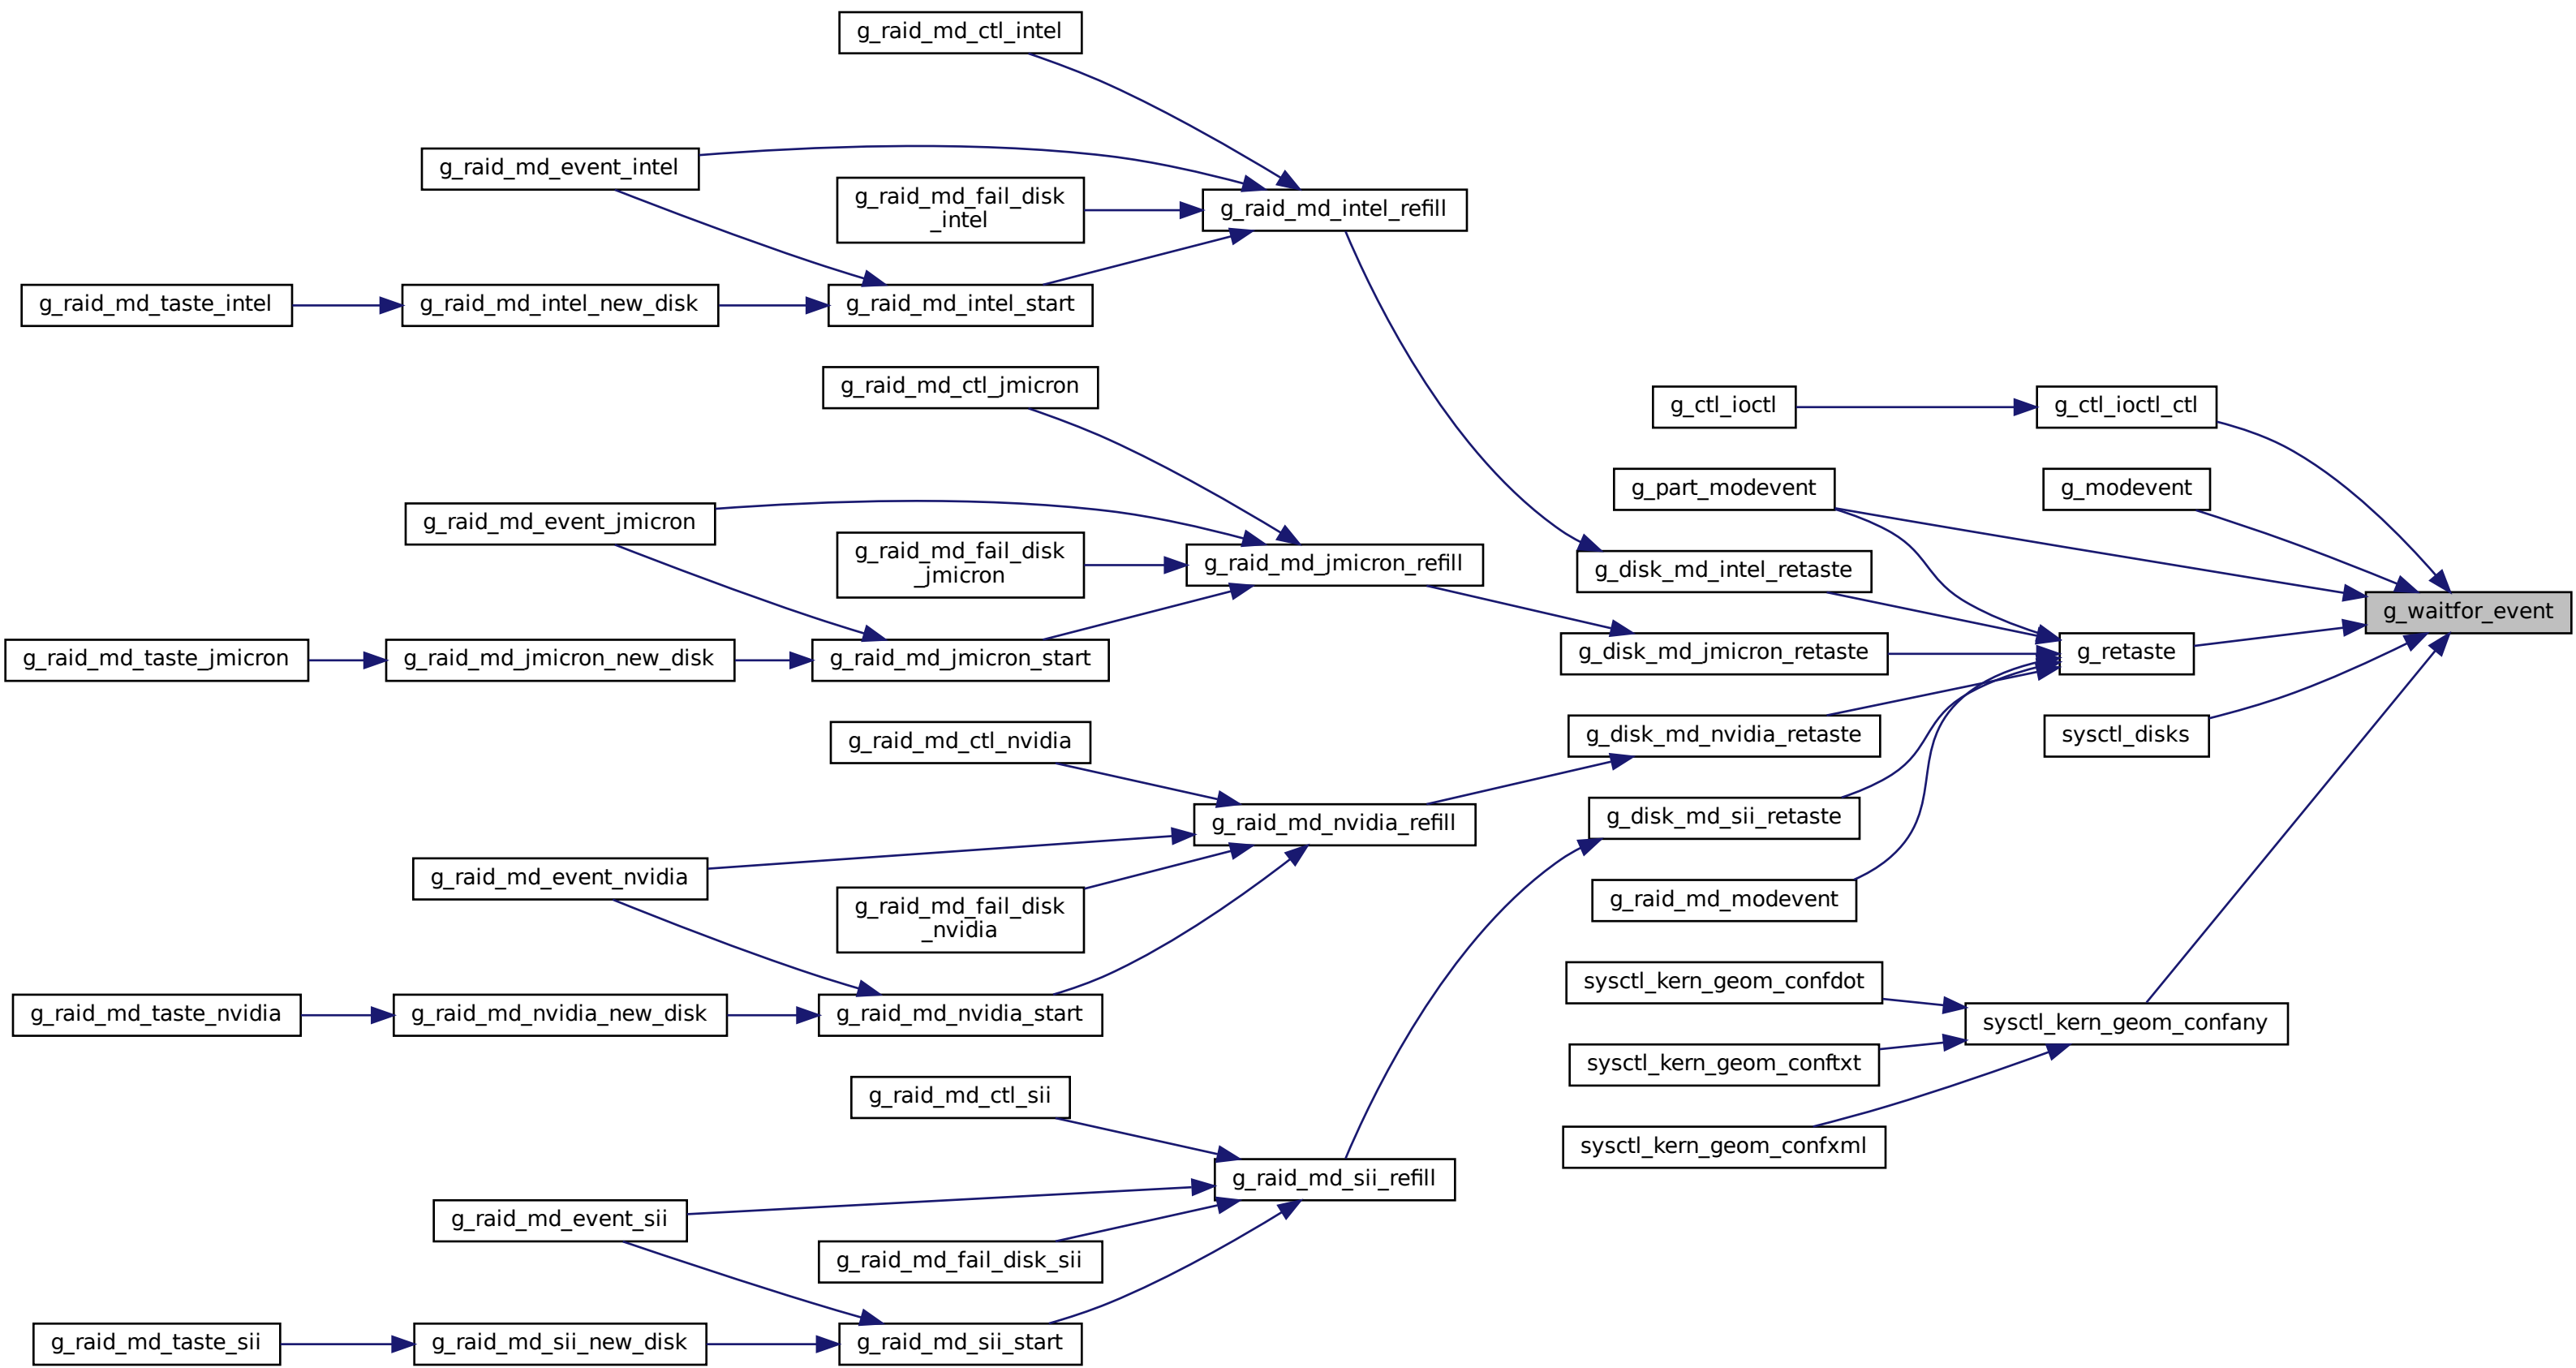 g_raid_md_ctl_intel
g_raid_md_event_intel
g_raid_md_fail_disk
_intel
g_raid_md_intel_refill
g_raid_md_taste_intel
g_raid_md_intel_new_disk
g_raid_md_intel_start
g_raid_md_ctl_jmicron
g_ctl_ioctl
g_ctl_ioctl_ctl
g_part_modevent
g_modevent
g_raid_md_event_jmicron
g_raid_md_fail_disk
_jmicron
g_raid_md_jmicron_refill
g_disk_md_intel_retaste
g_waitfor_event
g_raid_md_taste_jmicron
g_raid_md_jmicron_new_disk
g_raid_md_jmicron_start
g_disk_md_jmicron_retaste
g_retaste
g_raid_md_ctl_nvidia
g_disk_md_nvidia_retaste
sysctl_disks
g_raid_md_nvidia_refill
g_disk_md_sii_retaste
g_raid_md_event_nvidia
g_raid_md_fail_disk
_nvidia
g_raid_md_modevent
sysctl_kern_geom_confdot
g_raid_md_taste_nvidia
g_raid_md_nvidia_new_disk
g_raid_md_nvidia_start
sysctl_kern_geom_confany
sysctl_kern_geom_conftxt
g_raid_md_ctl_sii
sysctl_kern_geom_confxml
g_raid_md_sii_refill
g_raid_md_event_sii
g_raid_md_fail_disk_sii
g_raid_md_taste_sii
g_raid_md_sii_new_disk
g_raid_md_sii_start